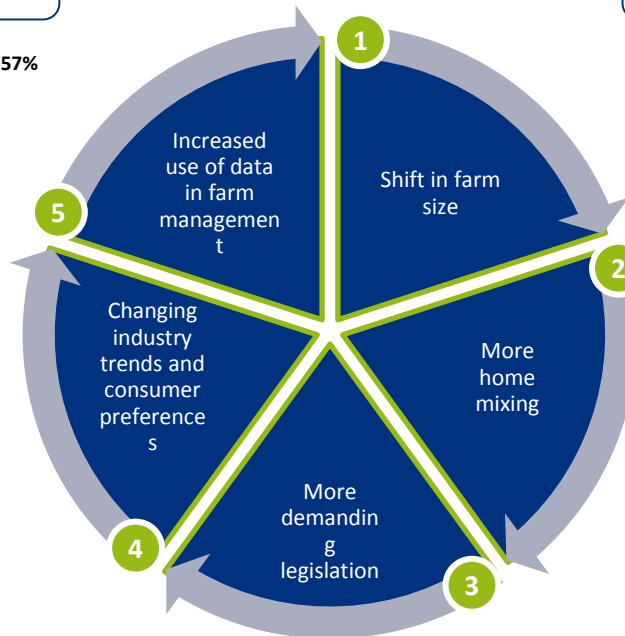 57%
1
Shift in farm
size
2
More
home
mixing
3
More
demandin
g
legislation
4
Changing
industry
trends and
consumer
preference
s
5
Increased
use of data
in farm
managemen
t